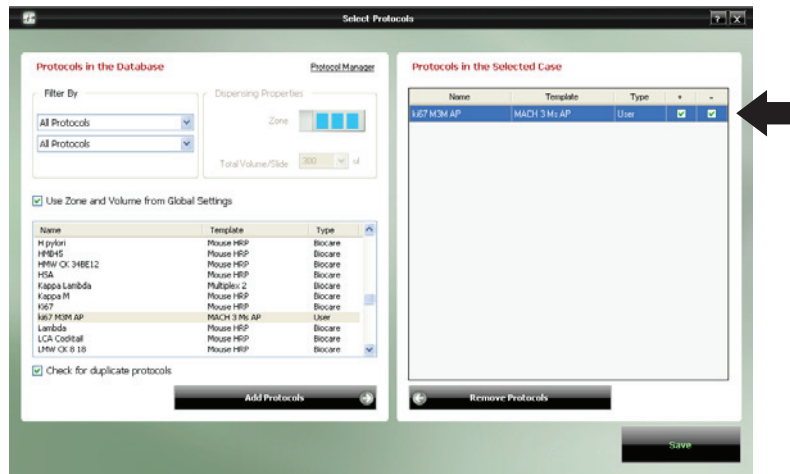 Select Protocols
? X
Protocols in the Database
Protocol Manager
Filter By
All Protocols
All Protocols
Dispensing Properties
Zone
Total Volume/Slide 300 ul
Use Zone and Volume from Global Settings
Name Template Type
H pylori Mouse HRP Biocare
HMB45 Mouse HRP Biocare
HMW CK 34BE12 Mouse HRP Biocare
HSA Mouse HRP Biocare
Kappa Lambda Multiplex 2 Biocare
Kappa M Mouse HRP Biocare
Ki67 Mouse HRP Biocare
ki67 M3M AP MACH 3 Ms AP User
Lambda Mouse HRP Biocare
LCA Cocktail Mouse HRP Biocare
LMW CK 8 18 Mouse HRP Biocare
Check for duplicate protocols
Add Protocols
Protocols in the Selected Case
Name Template Type + -
ki67 M3M AP MACH 3 Ms AP User
Remove Protocols
Save